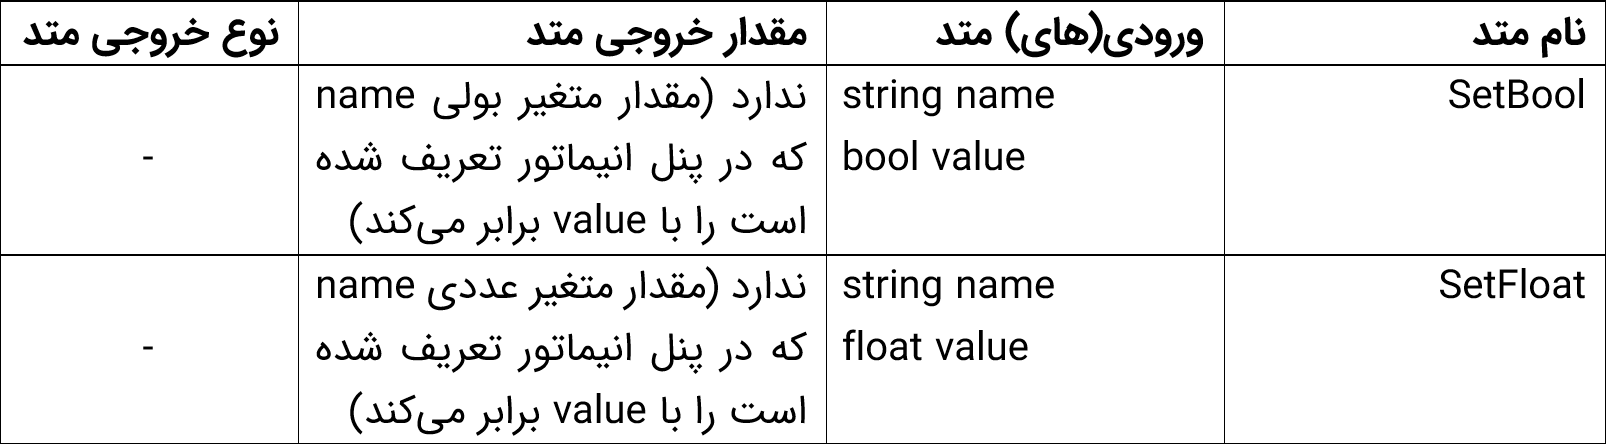 نام متد
ورودی(های) متد
مقدار خروجی متد
نوع خروجی متد
SetBool
string name
bool value
ندارد (مقدار متغیر بولی name
که در پنل انیماتور تعریف شده
است را با value برابر می‌کند)
-
SetFloat
string name
float value
ندارد (مقدار متغیر عددی name
که در پنل انیماتور تعریف شده
است را با value برابر می‌کند)
-